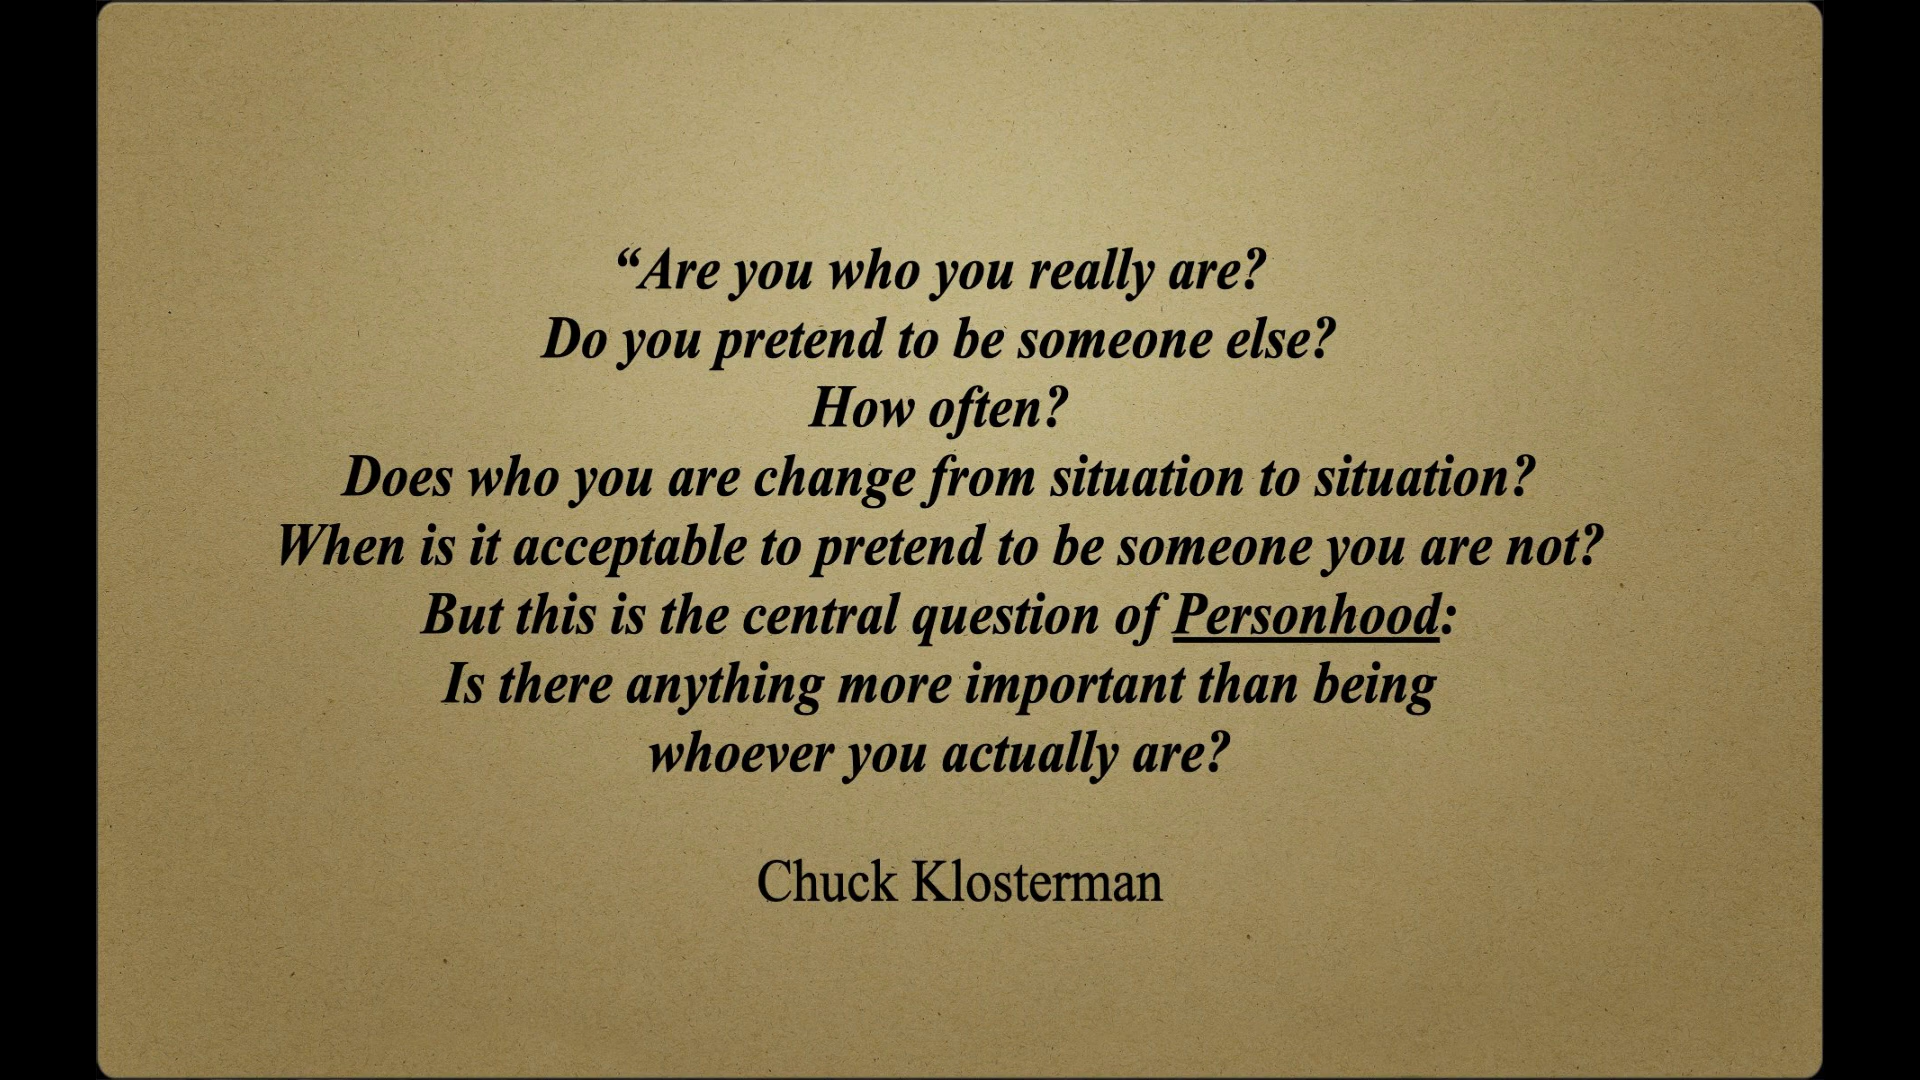 “Are you who you really are?
Do you pretend to be someone else?
How often?
Does who you are change from situation to situation?
When is it acceptable to pretend to be someone you are not?
But this is the central question of Personhood:
Is there anything more important than being
whoever you actually are?
Chuck Klosterman